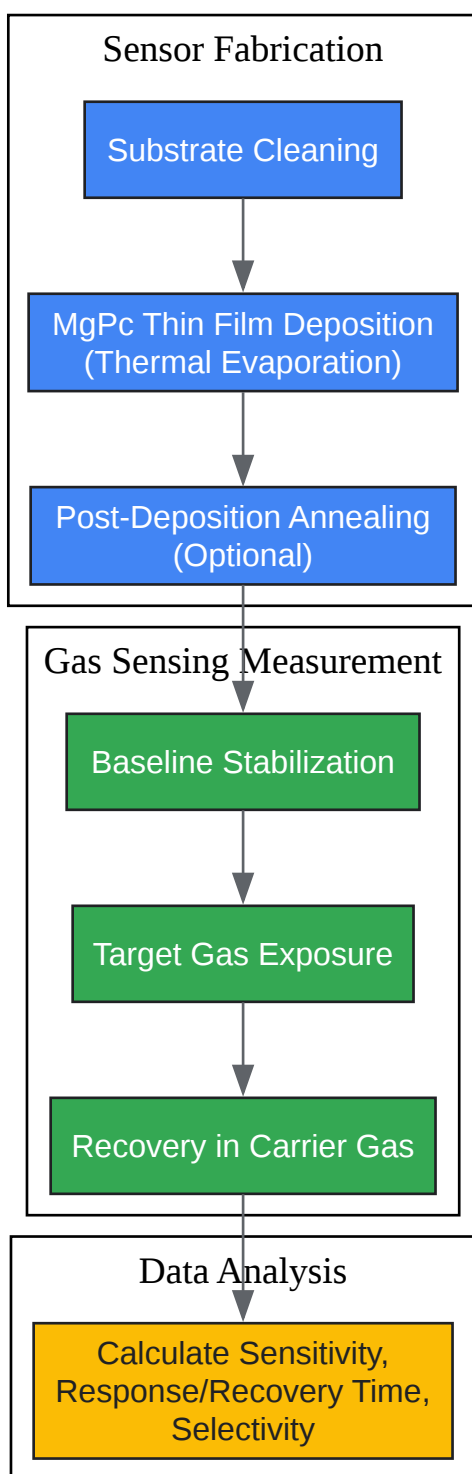 Sensor Fabrication
Substrate Cleaning
MgPc Thin Film Deposition
(Thermal Evaporation)
Post-Deposition Annealing
(Optional)
Gas Sensing Measurement
Baseline Stabilization
Target Gas Exposure
Recovery in Carrier Gas
Data Analysis
Calculate Sensitivity,
Response/Recovery Time,
Selectivity